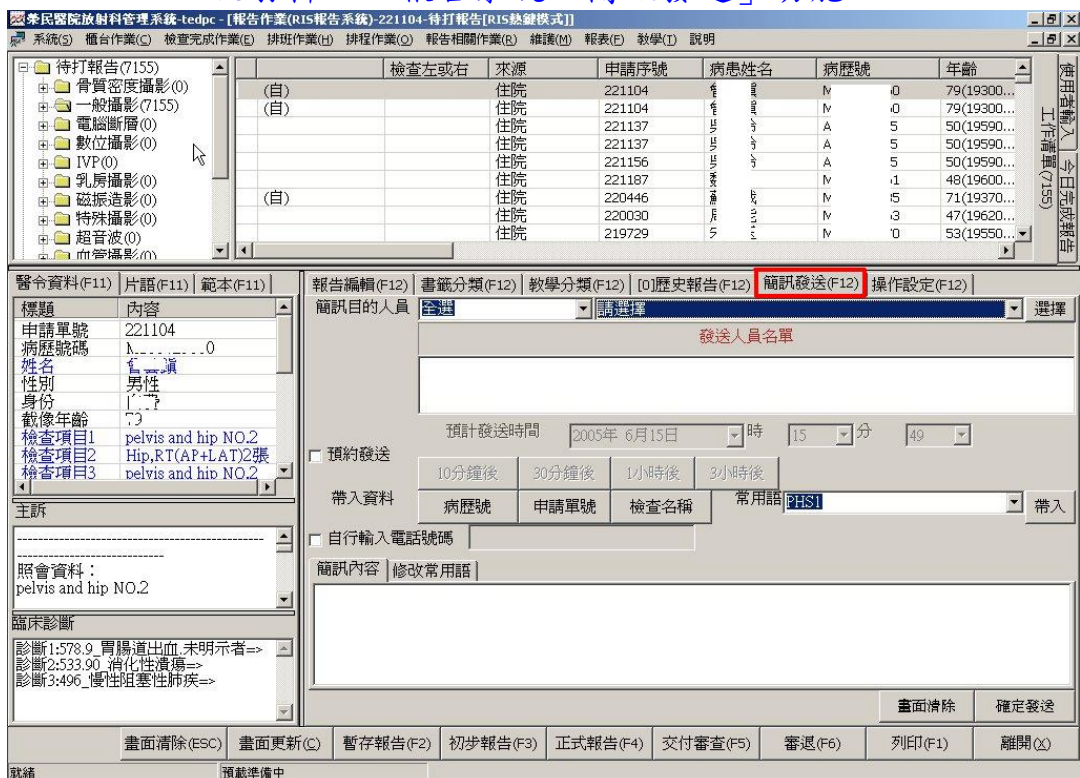 榮民醫院放射科管理系統-tedpc - [報告作業(RIS報告系統)-221104-待打報告[RIS熱鍵模式]]
系統(S) 櫃台作業(C) 檢查完成作業(E) 排班作業(H) 排程作業(O) 報告相關作業(R) 維護(M) 報表(F) 教學(T) 說明
待打報告(7155)
骨質密度攝影(0)
一般攝影(7155)
電腦斷層(0)
數位攝影(0)
IVP(0)
乳房攝影(0)
磁振造影(0)
特殊攝影(0)
超音波(0)
血管攝影(0)
檢查左或右 來源 申請序號 病患姓名 病歷號 年齡
(自) 住院 221104 79(19300...
(自) 住院 221104 79(19300...
住院 221137 A 5 50(19590...
住院 221137 A 5 50(19590...
住院 221156 A 5 50(19590...
住院 221187 48(19600...
(自) 住院 220446 71(19370...
住院 220030 47(19620...
住院 219729 53(19550...
使用者輸入
今日完成報告
工作清單(7155)
醫令資料(F11) 片語(F11) 範本(F11)
標題 內容
申請單號 221104
病歷號碼
姓名
性別 男性
身份
截像年齡
檢查項目1 pelvis and hip NO.2
檢查項目2 Hip,RT(AP+LAT)2張
檢查項目3 pelvis and hip NO.2
主訴
照會資料：
pelvis and hip NO.2
臨床診斷
診斷1:578.9_胃腸道出血.未明示者=>
診斷2:533.90_消化性潰瘍=>
診斷3:496_慢性阻塞性肺疾=>
報告編輯(F12) 書籤分類(F12) 教學分類(F12) [0]歷史報告(F12) 簡訊發送(F12) 操作設定(F12)
簡訊目的人員 全選 請選擇 選擇
發送人員名單
預計發送時間 2005年 6月15日 時 15 分 49
預約發送
10分鐘後 30分鐘後 1小時後 3小時後
帶入資料 病歷號 申請單號 檢查名稱 常用語 PHS1 帶入
自行輸入電話號碼
簡訊內容 修改常用語
畫面清除 確定發送
畫面清除(ESC) 畫面更新(C) 暫存報告(F2) 初步報告(F3) 正式報告(F4) 交付審查(F5) 審退(F6) 列印(F1) 離開(X)
就緒 預載準備中